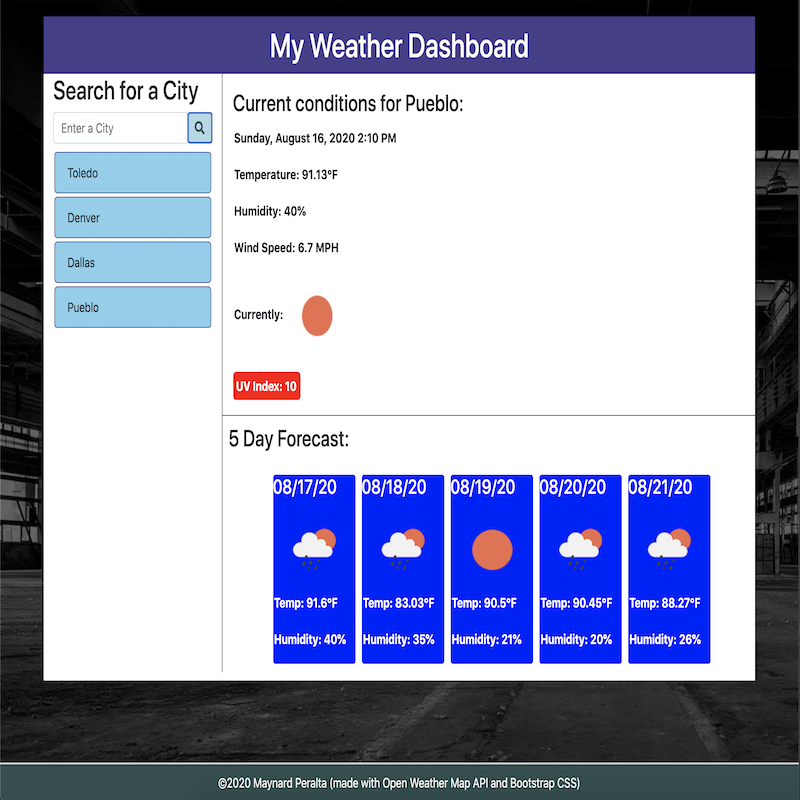 My Weather Dashboard
Search for a City
Enter a City
Toledo
Denver
Dallas
Pueblo
Current conditions for Pueblo:
Sunday, August 16, 2020 2:10 PM
Temperature: 91.13°F
Humidity: 40%
Wind Speed: 6.7 MPH
Currently:
UV Index: 10
5 Day Forecast:
08/17/20 08/18/20 08/19/20 08/20/20 08/21/20
Temp: 91.6°F Temp: 83.03°F Temp: 90.5°F Temp: 90.45°F Temp: 88.27°F
Humidity: 40% Humidity: 35% Humidity: 21% Humidity: 20% Humidity: 26%
©2020 Maynard Peralta (made with Open Weather Map API and Bootstrap CSS)